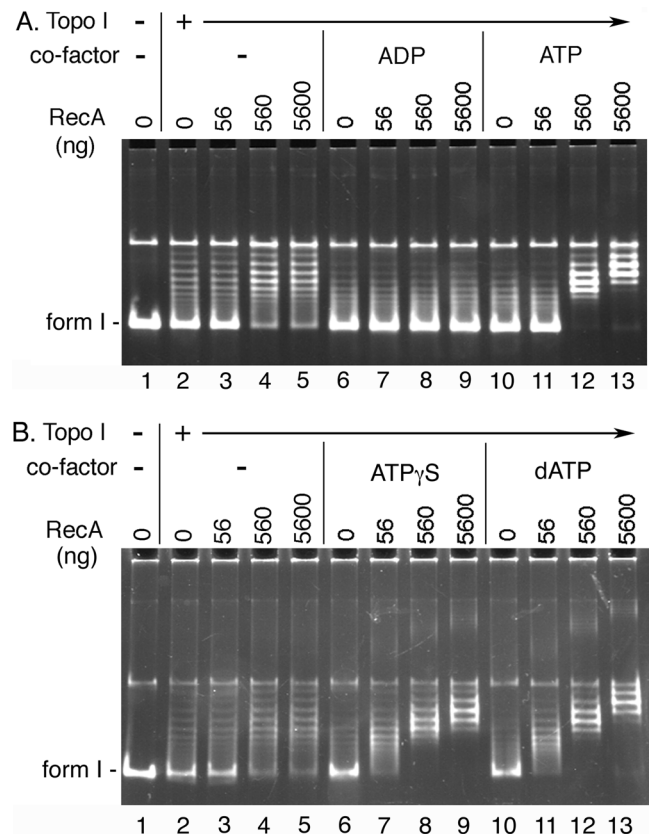 A. Topo I - +
co-factor - - ADP ATP
RecA (ng) 0 0 56 560 5600 0 56 560 5600 0 56 560 5600
form I -
1 2 3 4 5 6 7 8 9 10 11 12 13
B. Topo I - +
co-factor - - ATPγS dATP
RecA (ng) 0 0 56 560 5600 0 56 560 5600 0 56 560 5600
form I -
1 2 3 4 5 6 7 8 9 10 11 12 13